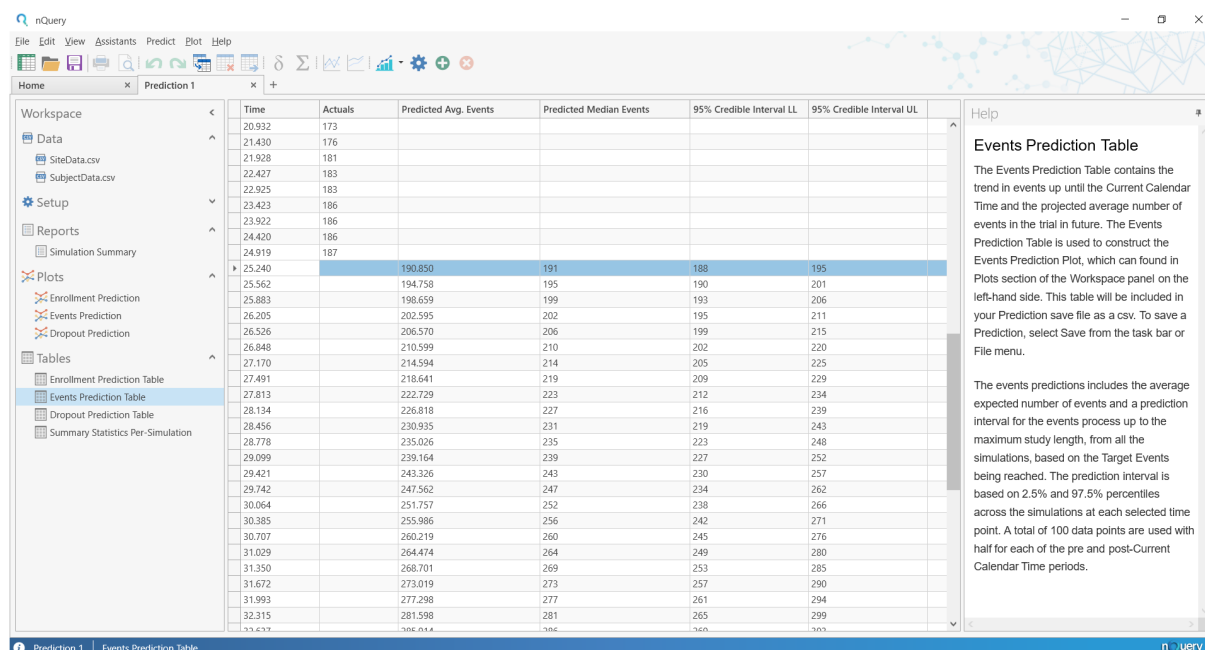 nQuery
File Edit View Assistants Predict Plot Help
Home Prediction 1
Workspace
Data
SiteData.csv
SubjectData.csv
Setup
Reports
Simulation Summary
Plots
Enrollment Prediction
Events Prediction
Dropout Prediction
Tables
Enrollment Prediction Table
Events Prediction Table
Dropout Prediction Table
Summary Statistics Per-Simulation
Time Actuals Predicted Avg. Events Predicted Median Events 95% Credible Interval LL 95% Credible Interval UL
20.932 173
21.430 176
21.928 181
22.427 183
22.925 183
23.423 186
23.922 186
24.420 186
24.919 187
25.240 190.850 191 188 195
25.562 194.758 195 190 201
25.883 198.659 199 193 206
26.205 202.595 202 195 211
26.526 206.570 206 199 215
26.848 210.599 210 202 220
27.170 214.594 214 205 225
27.491 218.641 219 209 229
27.813 222.729 223 212 234
28.134 226.818 227 216 239
28.456 230.935 231 219 243
28.778 235.026 235 223 248
29.099 239.164 239 227 252
29.421 243.326 243 230 257
29.742 247.562 247 234 262
30.064 251.757 252 238 266
30.385 255.986 256 242 271
30.707 260.219 260 245 276
31.029 264.474 264 249 280
31.350 268.701 269 253 285
31.672 273.019 273 257 290
31.993 277.298 277 261 294
32.315 281.598 281 265 299
Help
Events Prediction Table
The Events Prediction Table contains the
trend in events up until the Current Calendar
Time and the projected average number of
events in the trial in future. The Events
Prediction Table is used to construct the
Events Prediction Plot, which can found in
Plots section of the Workspace panel on the
left-hand side. This table will be included in
your Prediction save file as a csv. To save a
Prediction, select Save from the task bar or
File menu.
The events predictions includes the average
expected number of events and a prediction
interval for the events process up to the
maximum study length, from all the
simulations, based on the Target Events
being reached. The prediction interval is
based on 2.5% and 97.5% percentiles
across the simulations at each selected time
point. A total of 100 data points are used with
half for each of the pre and post-Current
Calendar Time periods.
Prediction 1 Events Prediction Table
nQuery